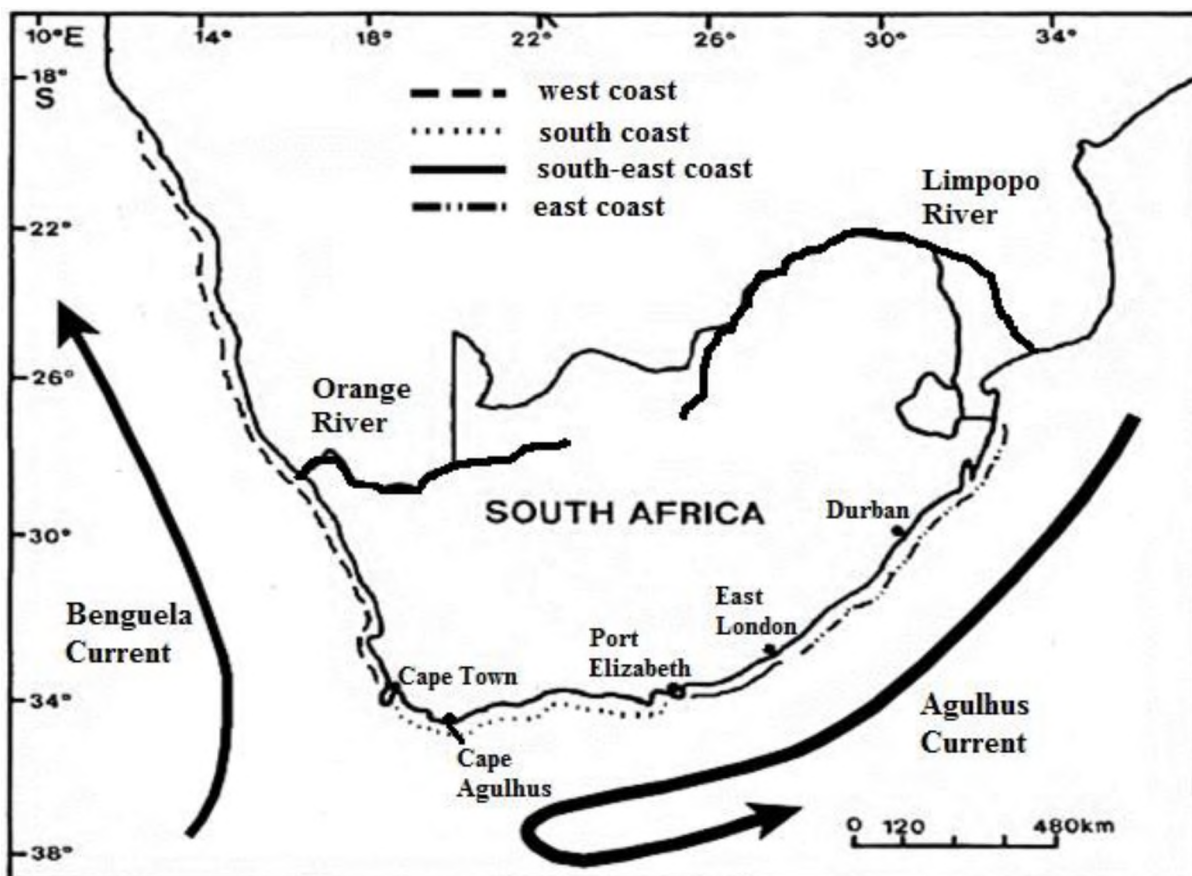 10°E 14° 18° 22° 26° 30° 34°
18°
S
22°
26°
30°
34°
38°
west coast
south coast
south-east coast
east coast
Limpopo
River
Orange
River
SOUTH AFRICA
Durban
East
London
Port
Elizabeth
Cape Town
Cape
Agulhus
Benguela
Current
Agulhus
Current
0 120 480km